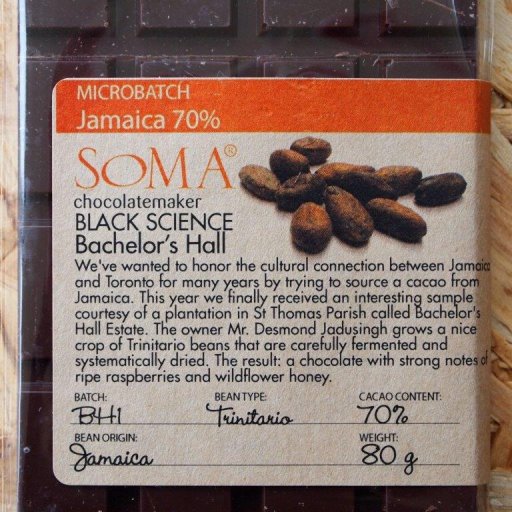 MICROBATCH
Jamaica 70%
SOMA®
chocolatemaker
BLACK SCIENCE
Bachelor's Hall
We've wanted to honor the cultural connection between Jamaica
and Toronto for many years by trying to source a cacao from
Jamaica. This year we finally received an interesting sample
courtesy of a plantation in St Thomas Parish called Bachelor's
Hall Estate. The owner Mr. Desmond Jadusingh grows a nice
crop of Trinitario beans that are carefully fermented and
systematically dried. The result: a chocolate with strong notes of
ripe raspberries and wildflower honey.
BATCH: BEAN TYPE: CACAO CONTENT:
BH1 Trinitario 70%
BEAN ORIGIN: WEIGHT:
Jamaica 80 g